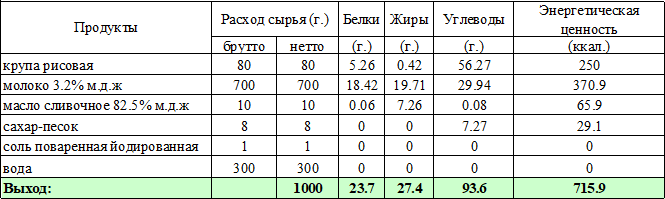 Продукты Расход сырья (г.) Белки Жиры Углеводы Энергетическая ценность
брутто нетто (г.) (г.) (г.) (ккал.)
крупа рисовая 80 80 5.26 0.42 56.27 250
молоко 3.2% м.д.ж 700 700 18.42 19.71 29.94 370.9
масло сливочное 82.5% м.д.ж 10 10 0.06 7.26 0.08 65.9
сахар-песок 8 8 0 0 7.27 29.1
соль поваренная йодированная 1 1 0 0 0 0
вода 300 300 0 0 0 0
Выход: 1000 23.7 27.4 93.6 715.9